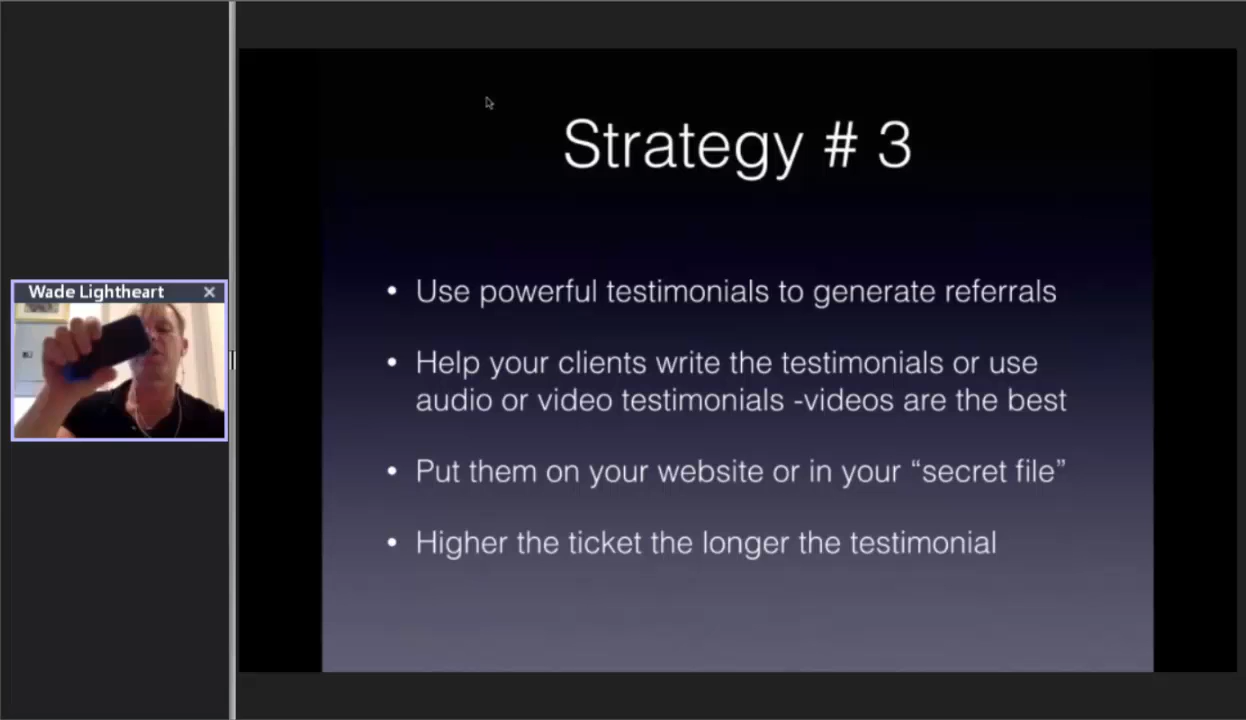 Strategy # 3
Wade Lightheart
• Use powerful testimonials to generate referrals
• Help your clients write the testimonials or use
audio or video testimonials -videos are the best
• Put them on your website or in your “secret file”
• Higher the ticket the longer the testimonial